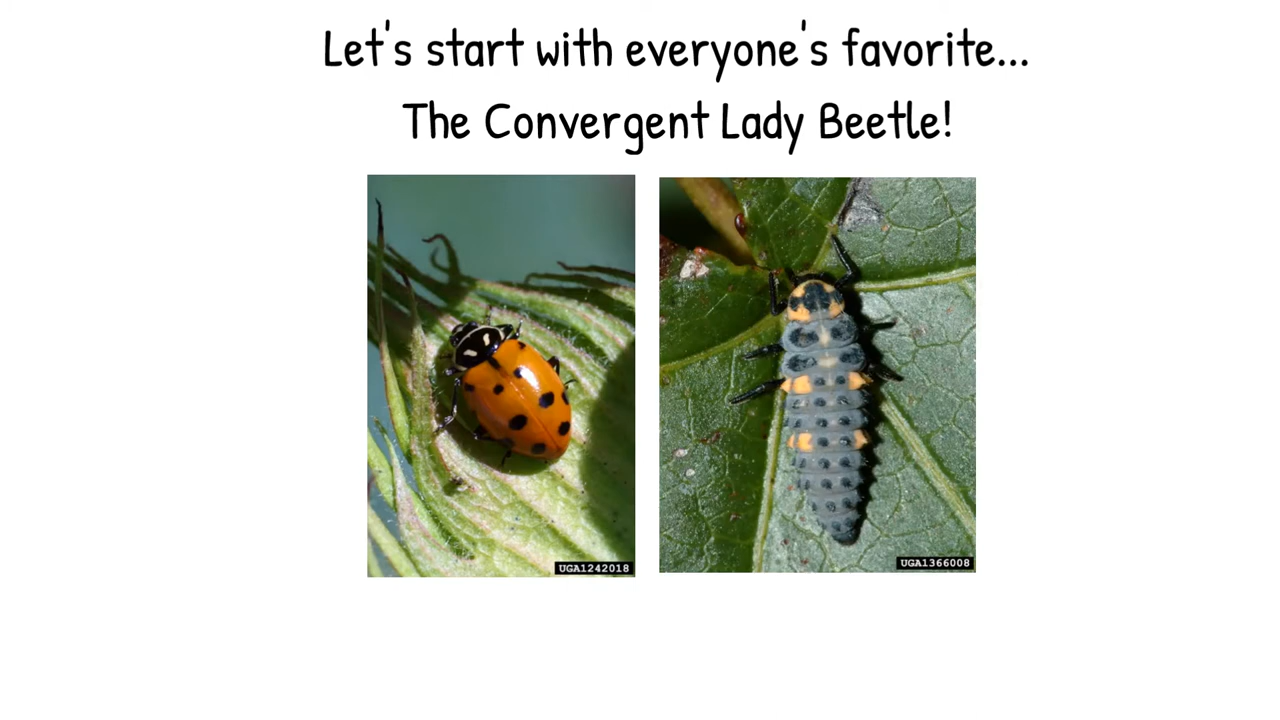 Let's start with everyone's favorite...
The Convergent Lady Beetle!
UGA1242018
UGA1366008